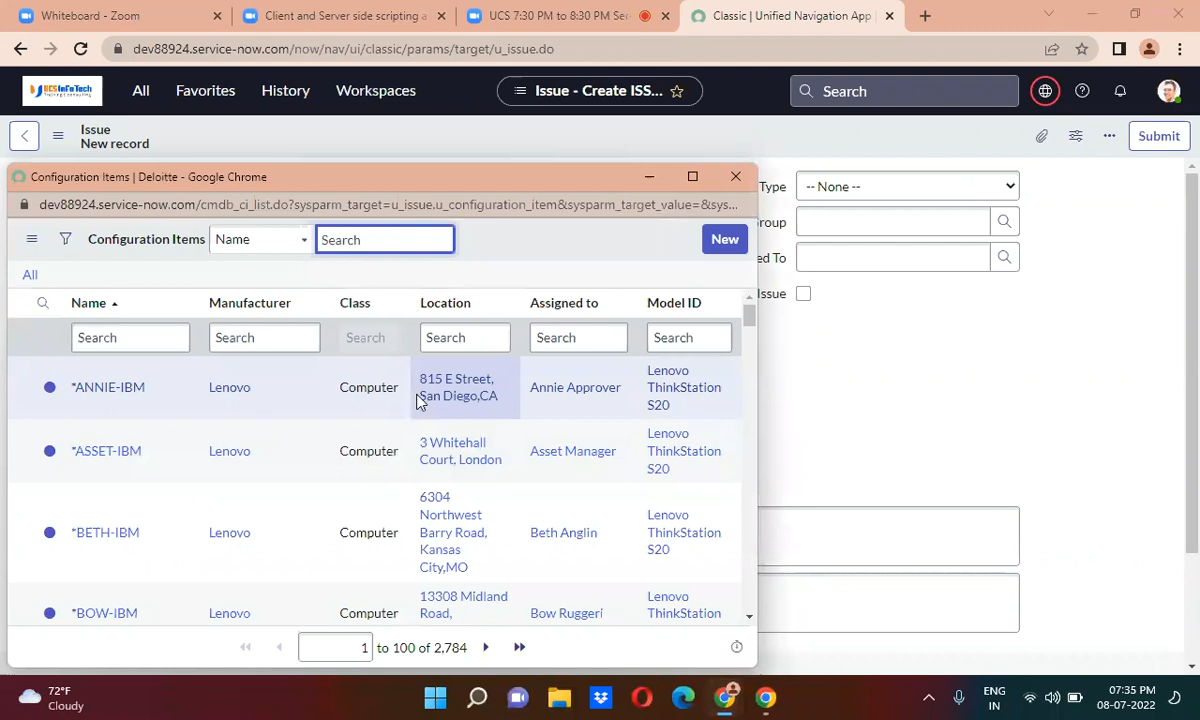 Whiteboard - Zoom
Client and Server side scripting a
UCS 7:30 PM to 8:30 PM Ser
Classic | Unified Navigation App
dev88924.service-now.com/now/nav/ui/classic/params/target/u_issue.do
UCS InfoTech
All
Favorites
History
Workspaces
Issue - Create ISS...
Search
Issue
New record
Submit
Configuration Items | Deloitte - Google Chrome
dev88924.service-now.com/cmdb_ci_list.do?sysparm_target=u_issue.u_configuration_item&sysparm_target_value=&sys...
Configuration Items
Name
Search
New
All
Name
Manufacturer
Class
Location
Assigned to
Model ID
Search
Search
Search
Search
Search
Search
*ANNIE-IBM
Lenovo
Computer
815 E Street,
San Diego,CA
Annie Approver
Lenovo
ThinkStation
S20
*ASSET-IBM
Lenovo
Computer
3 Whitehall
Court, London
Asset Manager
Lenovo
ThinkStation
S20
*BETH-IBM
Lenovo
Computer
6304
Northwest
Barry Road,
Kansas
City,MO
Beth Anglin
Lenovo
ThinkStation
S20
*BOW-IBM
Lenovo
Computer
13308 Midland
Road,
Bow Ruggeri
Lenovo
ThinkStation
1 to 100 of 2,784
Type
-- None --
roup
ed To
Issue
72°F
Cloudy
ENG
IN
07:35 PM
08-07-2022